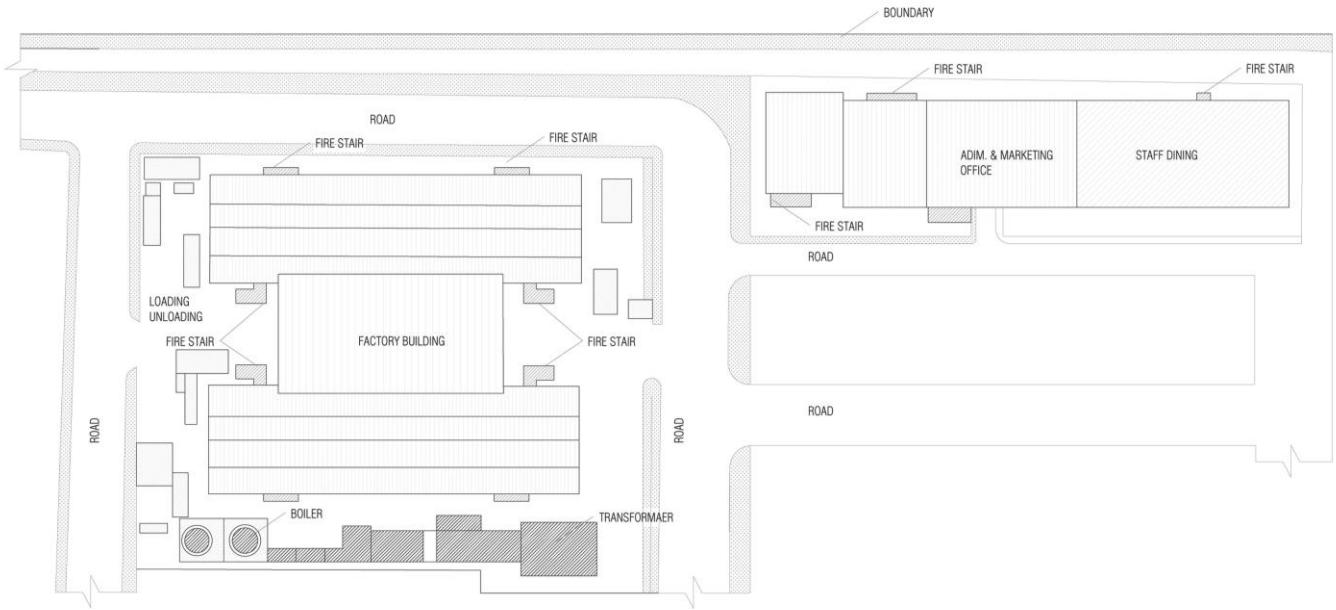 BOUNDARY
FIRE STAIR
FIRE STAIR
ROAD
FIRE STAIR
FIRE STAIR
ADIM. & MARKETING
OFFICE
STAFF DINING
FIRE STAIR
ROAD
LOADING
UNLOADING
FIRE STAIR
FACTORY BUILDING
FIRE STAIR
ROAD
ROAD
ROAD
BOILER
TRANSFORMAER